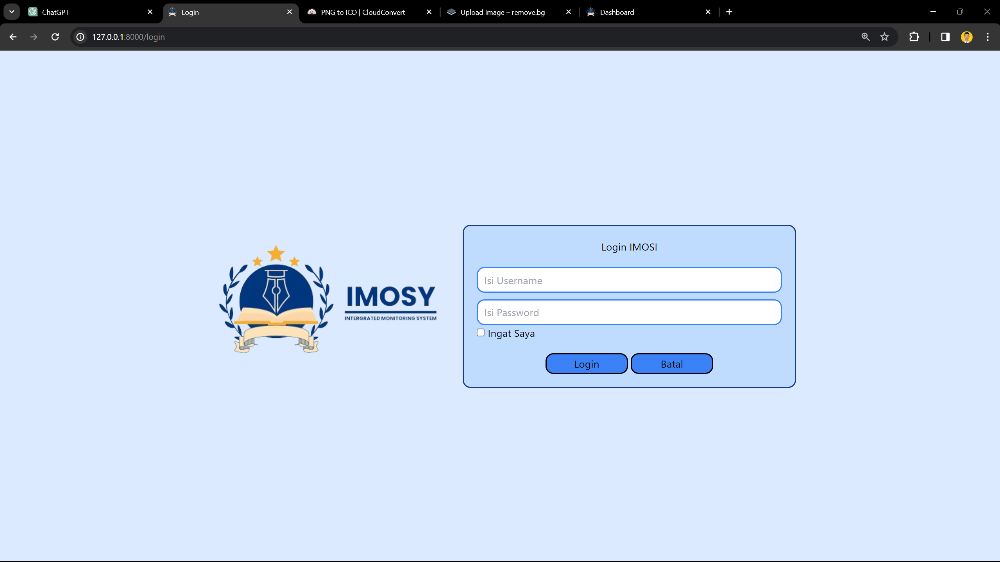 ChatGPT
Login
PNG to ICO | CloudConvert
Upload Image – remove.bg
Dashboard
127.0.0.1:8000/login
IMOSY
INTERGRATED MONITORING SYSTEM
Login IMOSI
Isi Username
Isi Password
Ingat Saya
Login
Batal